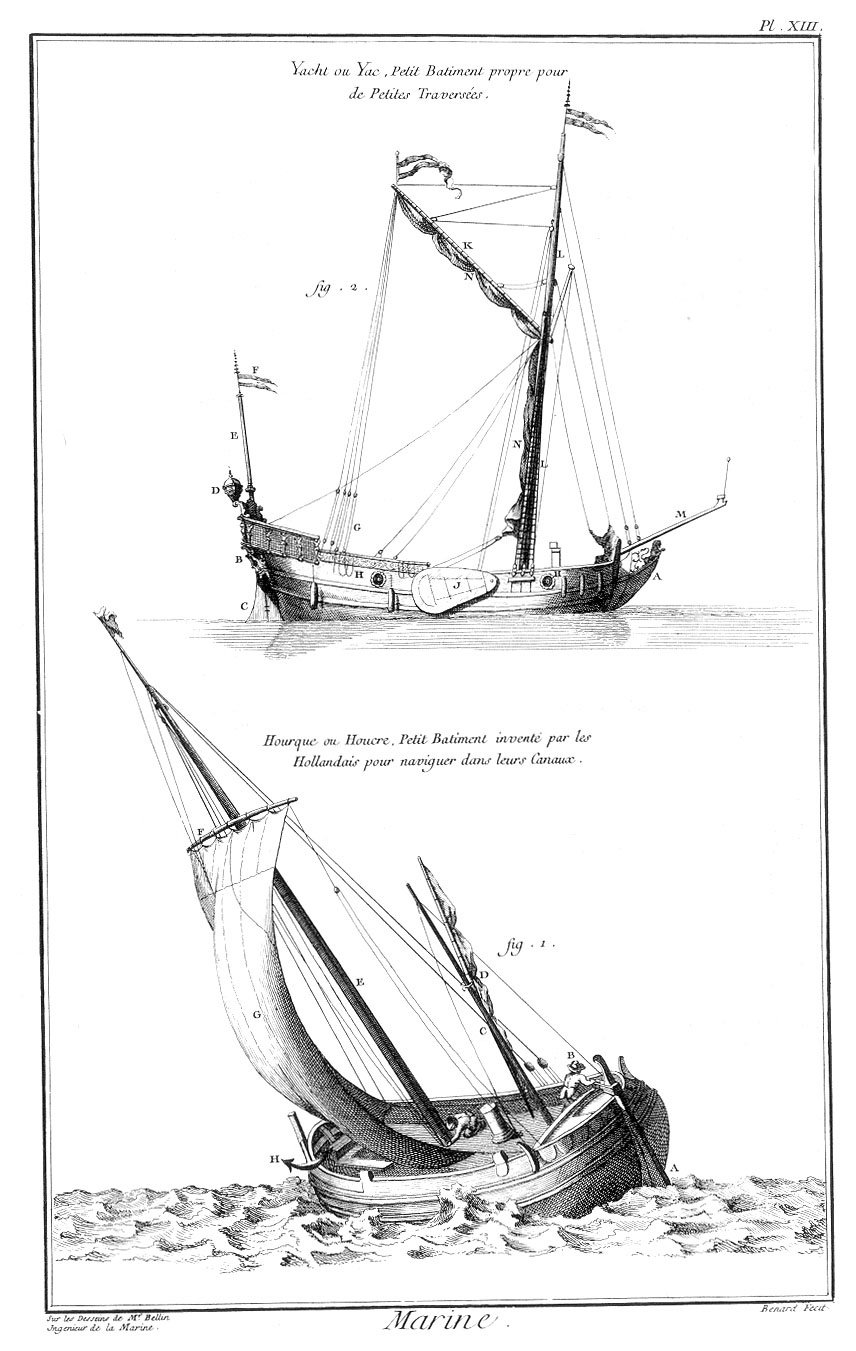 Pl. XIII.
Yacht ou Yac, Petit Batiment propre pour
de Petites Traversées.
fig. 2.
K
L
N
F
E
N
L
D
G
M
B
H
J
H
A
C
Hourque ou Houcre, Petit Batiment inventé par les
Hollandais pour naviguer dans leurs Canaux.
F
fig. 1.
D
E
G
C
B
H
A
Sur les Desseins de Mr. Bellin
Ingenieur de la Marine.
Marine.
Benard Fecit